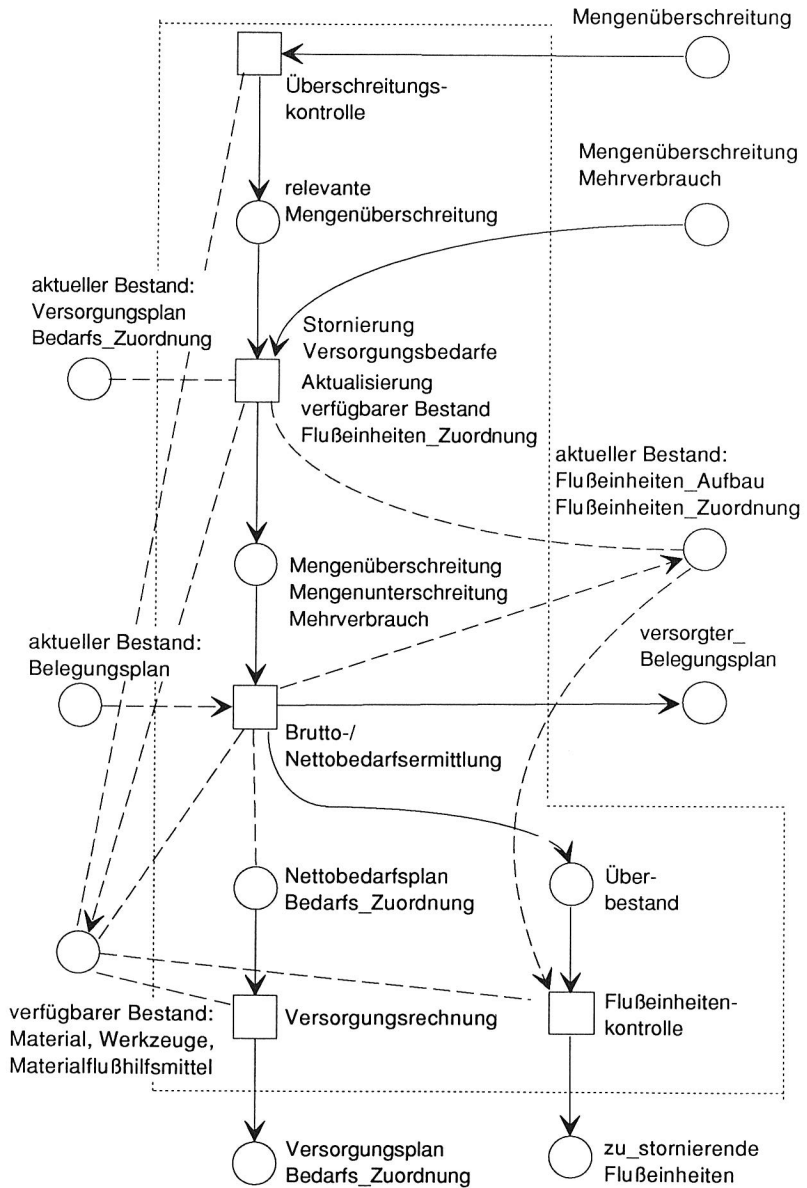 Mengenüberschreitung
Überschreitungs-
kontrolle
Mengenüberschreitung
Mehrverbrauch
relevante
Mengenüberschreitung
aktueller Bestand:
Versorgungsplan
Bedarfs_Zuordnung
Stornierung
Versorgungsbedarfe
Aktualisierung
verfügbarer Bestand
Flußeinheiten_Zuordnung
aktueller Bestand:
Flußeinheiten_Aufbau
Flußeinheiten_Zuordnung
Mengenüberschreitung
Mengenunterschreitung
Mehrverbrauch
aktueller Bestand:
Belegungsplan
versorgter_
Belegungsplan
Brutto-/
Nettobedarfsermittlung
Nettobedarfsplan
Bedarfs_Zuordnung
Über-
bestand
verfügbarer Bestand:
Material, Werkzeuge,
Materialflußhilfsmittel
Versorgungsrechnung
Flußeinheiten-
kontrolle
Versorgungsplan
Bedarfs_Zuordnung
zu_stornierende
Flußeinheiten